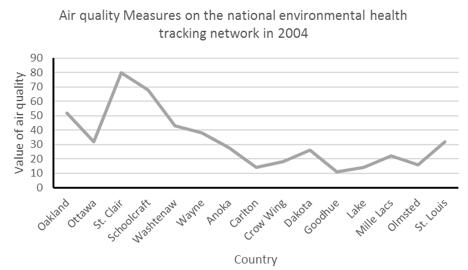 Air quality Measures on the national environmental health
tracking network in 2004
Value of air quality
90
80
70
60
50
40
30
20
10
0
Oakland
Ottawa
St. Clair
Schoolcraft
Washtenaw
Wayne
Anoka
Carlton
Crow Wing
Dakota
Goodhue
Lake
Mille Lacs
Olmsted
St. Louis
Country